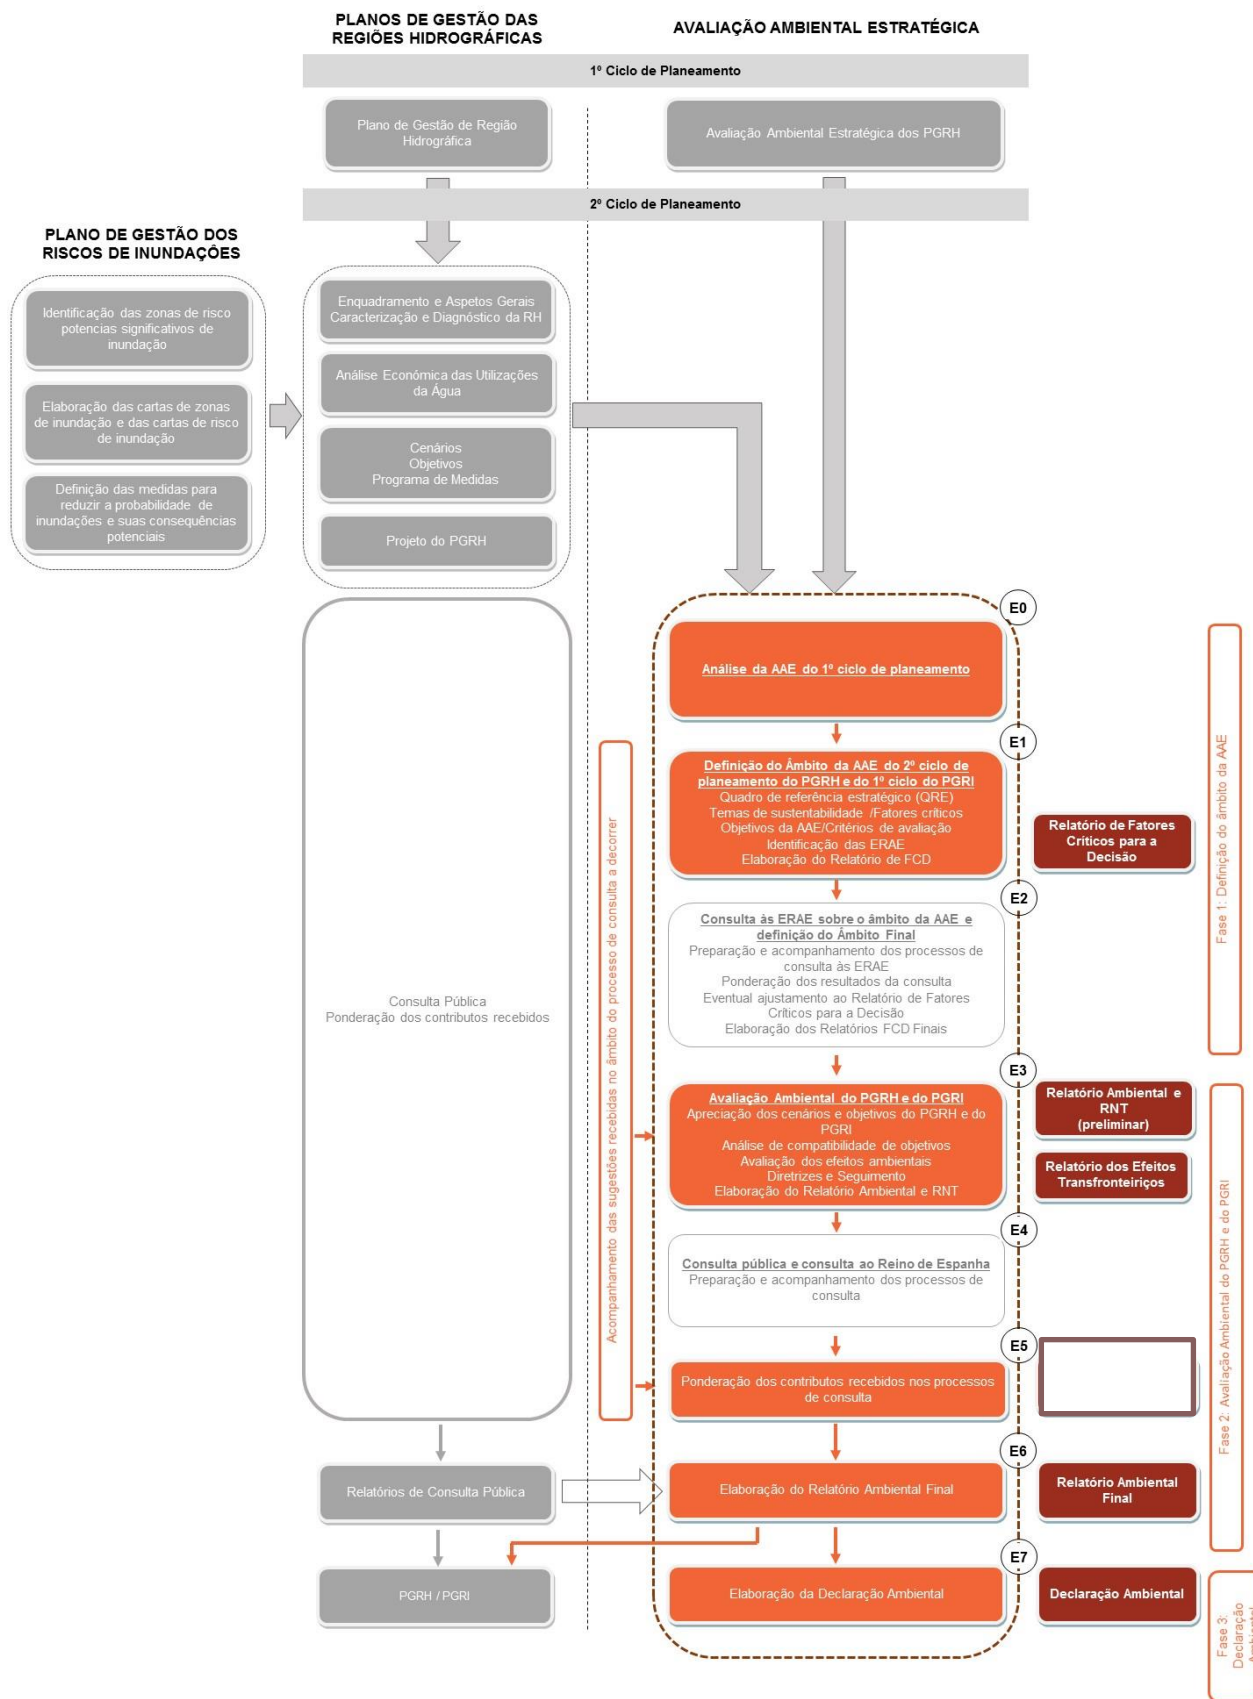 PLANOS DE GESTÃO DAS
REGIÕES HIDROGRÁFICAS
AVALIAÇÃO AMBIENTAL ESTRATÉGICA
1º Ciclo de Planeamento
Plano de Gestão de Região
Hidrográfica
Avaliação Ambiental Estratégica dos PGRH
2º Ciclo de Planeamento
PLANO DE GESTÃO DOS
RISCOS DE INUNDAÇÕES
Identificação das zonas de risco
potencias significativos de
inundação
Elaboração das cartas de zonas
de inundação e das cartas de risco
de inundação
Definição das medidas para
reduzir a probabilidade de
inundações e suas consequências
potenciais
Enquadramento e Aspetos Gerais
Caracterização e Diagnóstico da RH
Análise Económica das Utilizações
da Água
Cenários
Objetivos
Programa de Medidas
Projeto do PGRH
Consulta Pública
Ponderação dos contributos recebidos
Relatórios de Consulta Pública
PGRH / PGRI
Acompanhamento das sugestões recebidas no âmbito do processo de consulta a decorrer
E0
Análise da AAE do 1º ciclo de planeamento
E1
Definição do Âmbito da AAE do 2º ciclo de
planeamento do PGRH e do 1º ciclo do PGRI
Quadro de referência estratégico (QRE)
Temas de sustentabilidade /Fatores críticos
Objetivos da AAE/Critérios de avaliação
Identificação das ERAE
Elaboração do Relatório de FCD
Relatório de Fatores
Criticos para a
Decisão
E2
Consulta às ERAE sobre o âmbito da AAE e
definição do Âmbito Final
Preparação e acompanhamento dos processos de
consulta às ERAE
Ponderação dos resultados da consulta
Eventual ajustamento ao Relatório de Fatores
Críticos para a Decisão
Elaboração dos Relatórios FCD Finais
E3
Avaliação Ambiental do PGRH e do PGRI
Apreciação dos cenários e objetivos do PGRH e do
PGRI
Análise de compatibilidade de objetivos
Avaliação dos efeitos ambientais
Diretrizes e Seguimento
Elaboração do Relatório Ambiental e RNT
Relatório Ambiental e
RNT
(preliminar)
Relatório dos Efeitos
Transfronteiriços
E4
Consulta pública e consulta ao Reino de Espanha
Preparação e acompanhamento dos processos de
consulta
E5
Ponderação dos contributos recebidos nos processos
de consulta
E6
Elaboração do Relatório Ambiental Final
Relatório Ambiental
Final
E7
Elaboração da Declaração Ambiental
Declaração Ambiental
Fase 1: Definição do âmbito da AAE
Fase 2: Avaliação Ambiental do PGRH e do PGRI
Fase 3:
Declaração